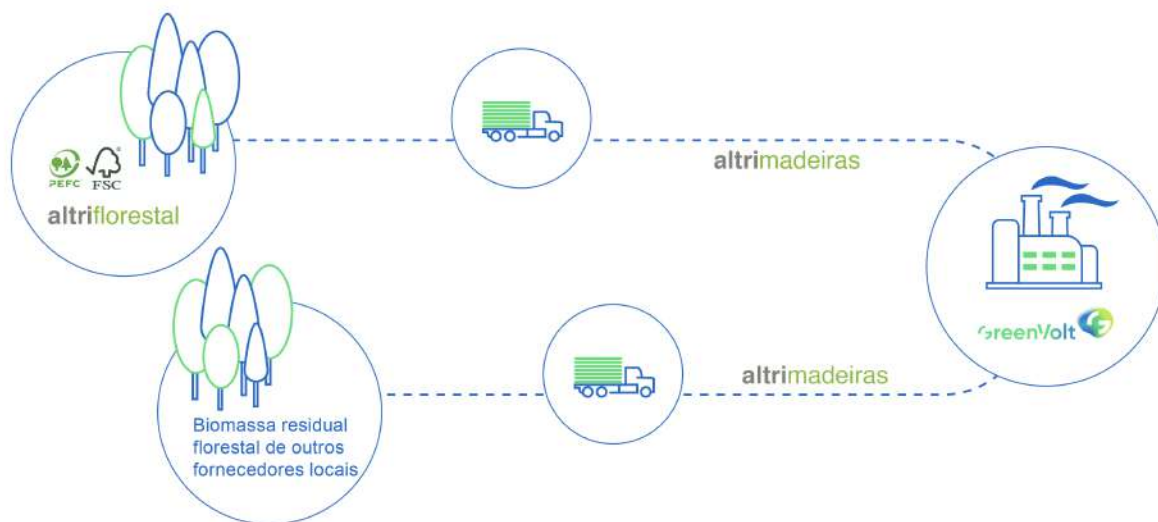 PEFC
FSC®
altriflorestal
altrimadeiras
GreenVolt
altrimadeiras
Biomassa residual
florestal de outros
fornecedores locais